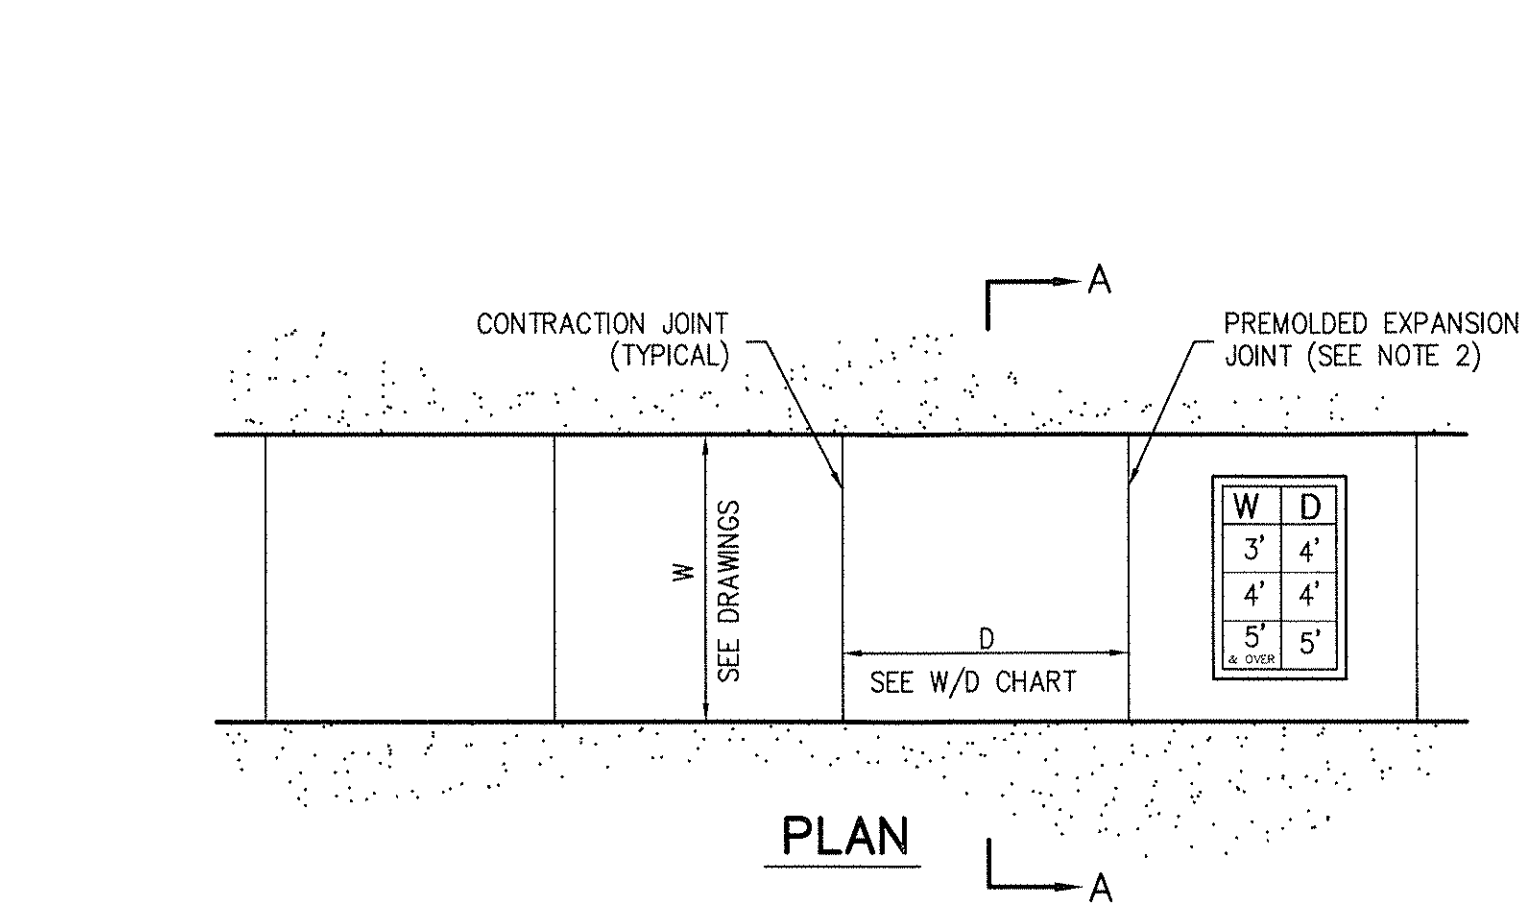 A
CONTRACTION JOINT
(TYPICAL)
PREMOLDED EXPANSION
JOINT (SEE NOTE 2)
W
SEE DRAWINGS
D
SEE W/D CHART
W D
3' 4'
4' 4'
5' 5'
& OVER
PLAN
A